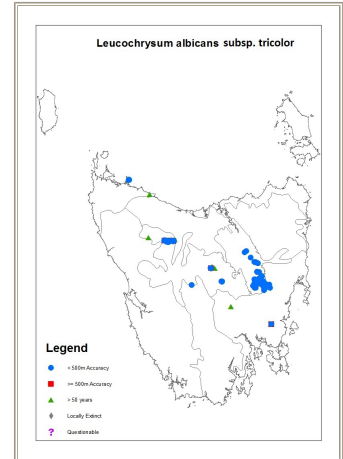 Leucochrysum albicans subsp. tricolor
Legend
< 500m Accuracy
>= 500m Accuracy
> 50 years
Locally Extinct
? Questionable